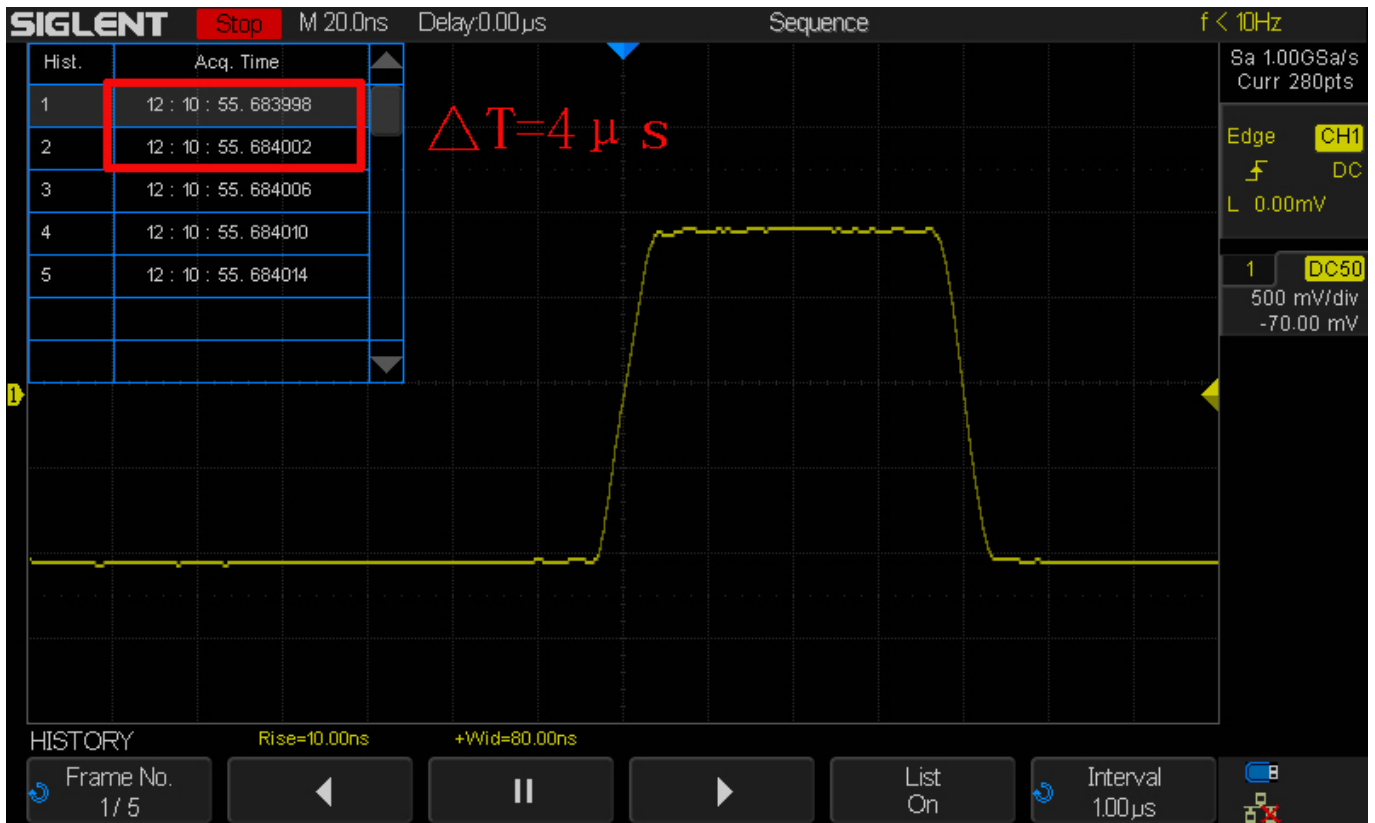 SIGLENT Stop M 20.0ns Delay:0.00µs Sequence f < 10Hz
Sa 1.00GSa/s
Curr 280pts
Hist. Acq. Time
1 12 : 10 : 55. 683998
2 12 : 10 : 55. 684002
3 12 : 10 : 55. 684006
4 12 : 10 : 55. 684010
5 12 : 10 : 55. 684014
△T=4 µ s
Edge CH1
DC
L 0.00mV
1 DC50
500 mV/div
-70.00 mV
1
HISTORY Rise=10.00ns +Wid=80.00ns
Frame No.
1/ 5
List
On
Interval
1.00µs